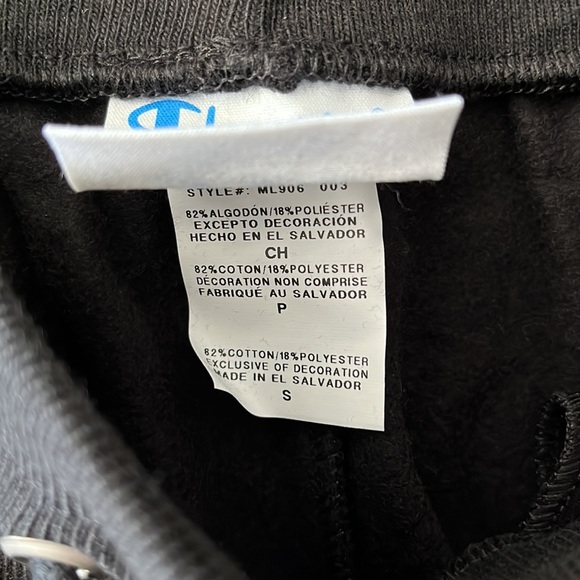 STYLE#: ML906 003
82%ALGODÓN/18%POLIÉSTER
EXCEPTO DECORACIÓN
HECHO EN EL SALVADOR
CH
82%COTON/18%POLYESTER
DÉCORATION NON COMPRISE
FABRIQUÉ AU SALVADOR
P
82%COTTON/18%POLYESTER
EXCLUSIVE OF DECORATION
MADE IN EL SALVADOR
S